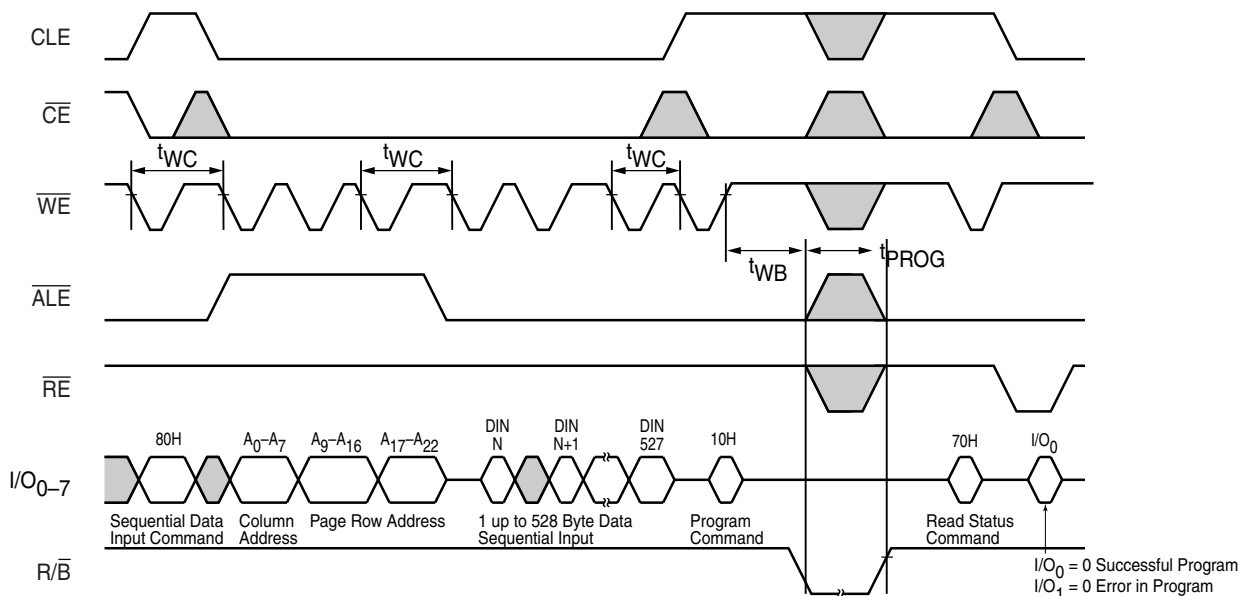 CLE
CE
tWC tWC tWC
WE
tWB tPROG
ALE
RE
80H A0–A7 A9–A16 A17–A22 DIN N DIN N+1 DIN 527 10H 70H I/O0
I/O0–7
Sequential Data Input Command
Column Address
Page Row Address
1 up to 528 Byte Data Sequential Input
Program Command
Read Status Command
R/B
I/O0 = 0 Successful Program
I/O1 = 0 Error in Program